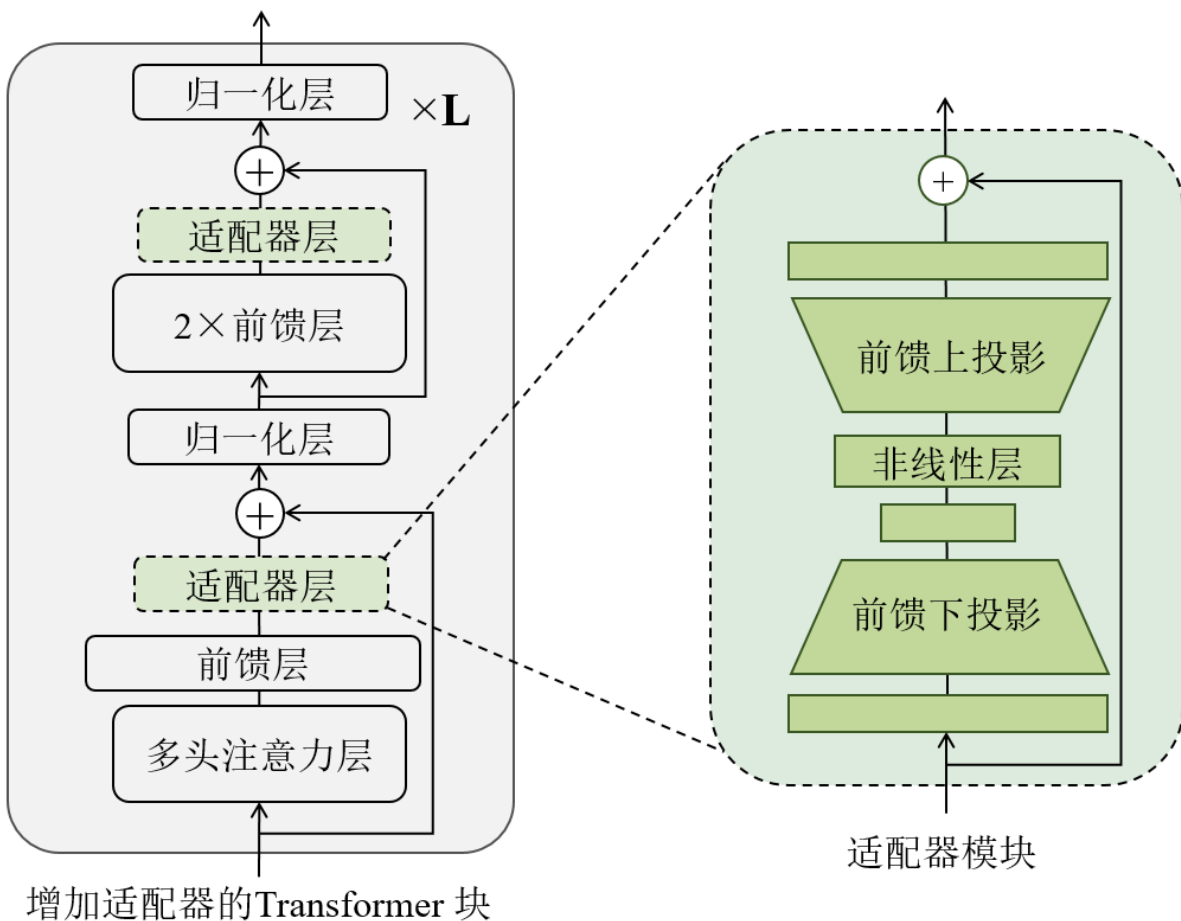 归一化层
×L
+
适配器层
2×前馈层
归一化层
+
适配器层
前馈层
多头注意力层
增加适配器的Transformer 块
+
前馈上投影
非线性层
前馈下投影
适配器模块